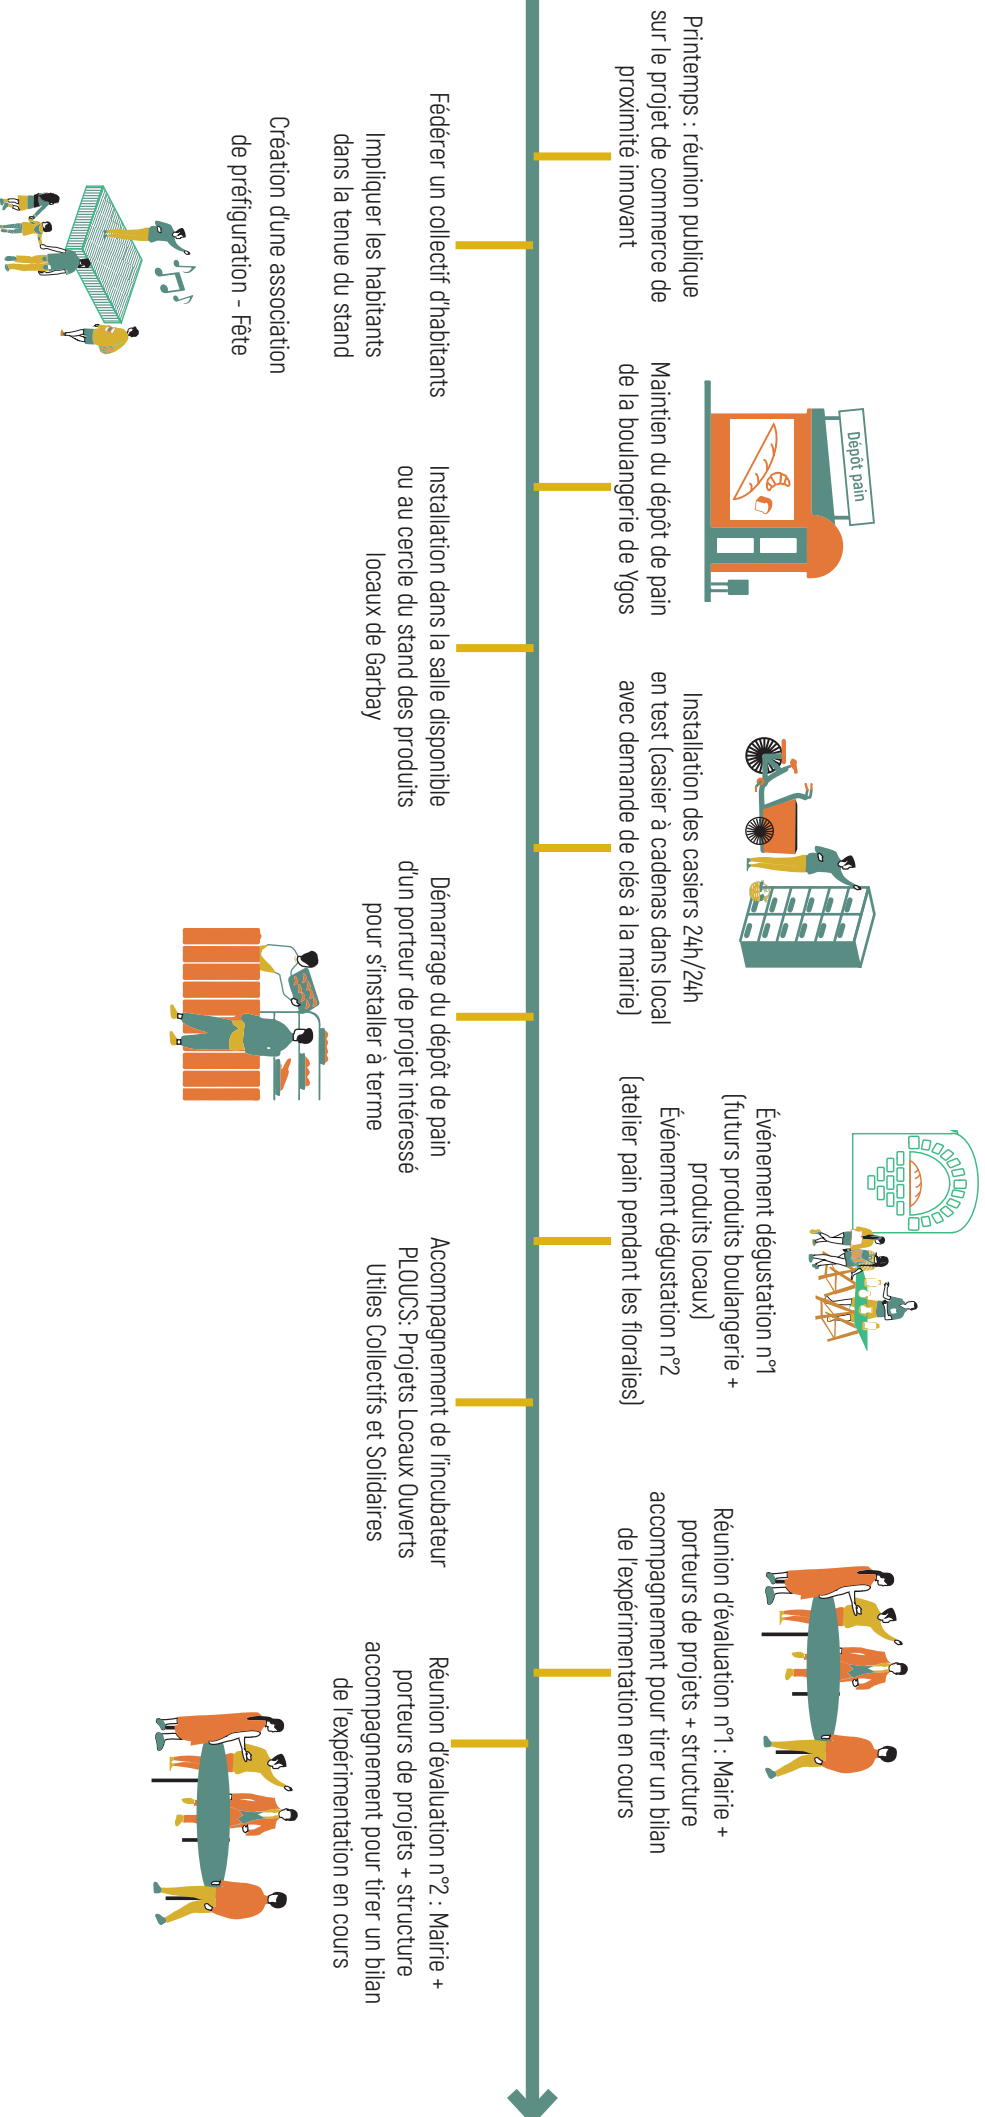 Printemps : réunion publique
sur le projet de commerce de
proximité innovant
Fédérer un collectif d'habitants
Impliquer les habitants
dans la tenue du stand
Création d'une association
de préfiguration - Fête
Dépôt pain
Maintien du dépôt de pain
de la boulangerie de Ygos
Installation dans la salle disponible
ou au cercle du stand des produits
locaux de Garbay
Installation des casiers 24h/24h
en test (casier à cadenas dans local
avec demande de clés à la mairie)
Démarrage du dépôt de pain
d'un porteur de projet intéressé
pour s'installer à terme
Événement dégustation n°1
(futurs produits boulangerie +
produits locaux)
Événement dégustation n°2
(atelier pain pendant les floralies)
Accompagnement de l'incubateur
PLOUCS: Projets Locaux Ouverts
Utiles Collectifs et Solidaires
Réunion d'évaluation n°1 : Mairie +
porteurs de projets + structure
accompagnement pour tirer un bilan
de l'expérimentation en cours
Réunion d'évaluation n°2 : Mairie +
porteurs de projets + structure
accompagnement pour tirer un bilan
de l'expérimentation en cours